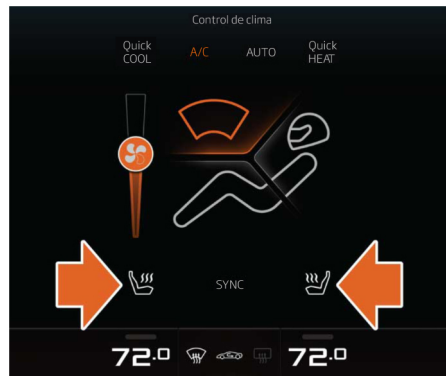 Control de clima
Quick
COOL
A/C
AUTO
Quick
HEAT
SYNC
72.0
72.0